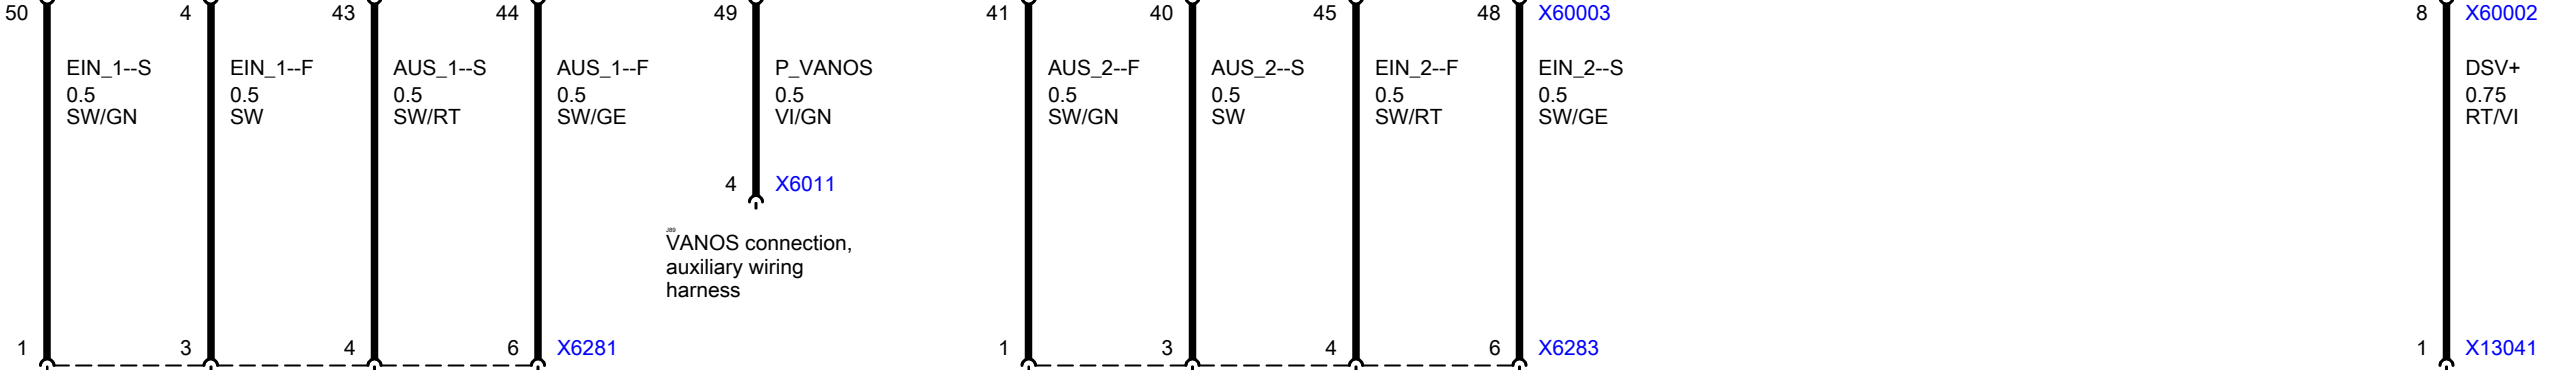 50 4 43 44 49 41 40 45 48 X60003 8 X60002
EIN_1--S EIN_1--F AUS_1--S AUS_1--F P_VANOS AUS_2--F AUS_2--S EIN_2--F EIN_2--S DSV+
0.5 0.5 0.5 0.5 0.5 0.5 0.5 0.5 0.5 0.75
SW/GN SW SW/RT SW/GE VI/GN SW/GN SW SW/RT SW/GE RT/VI
4 X6011
J89
VANOS connection,
auxiliary wiring
harness
1 3 4 6 X6281 1 3 4 6 X6283 1 X13041